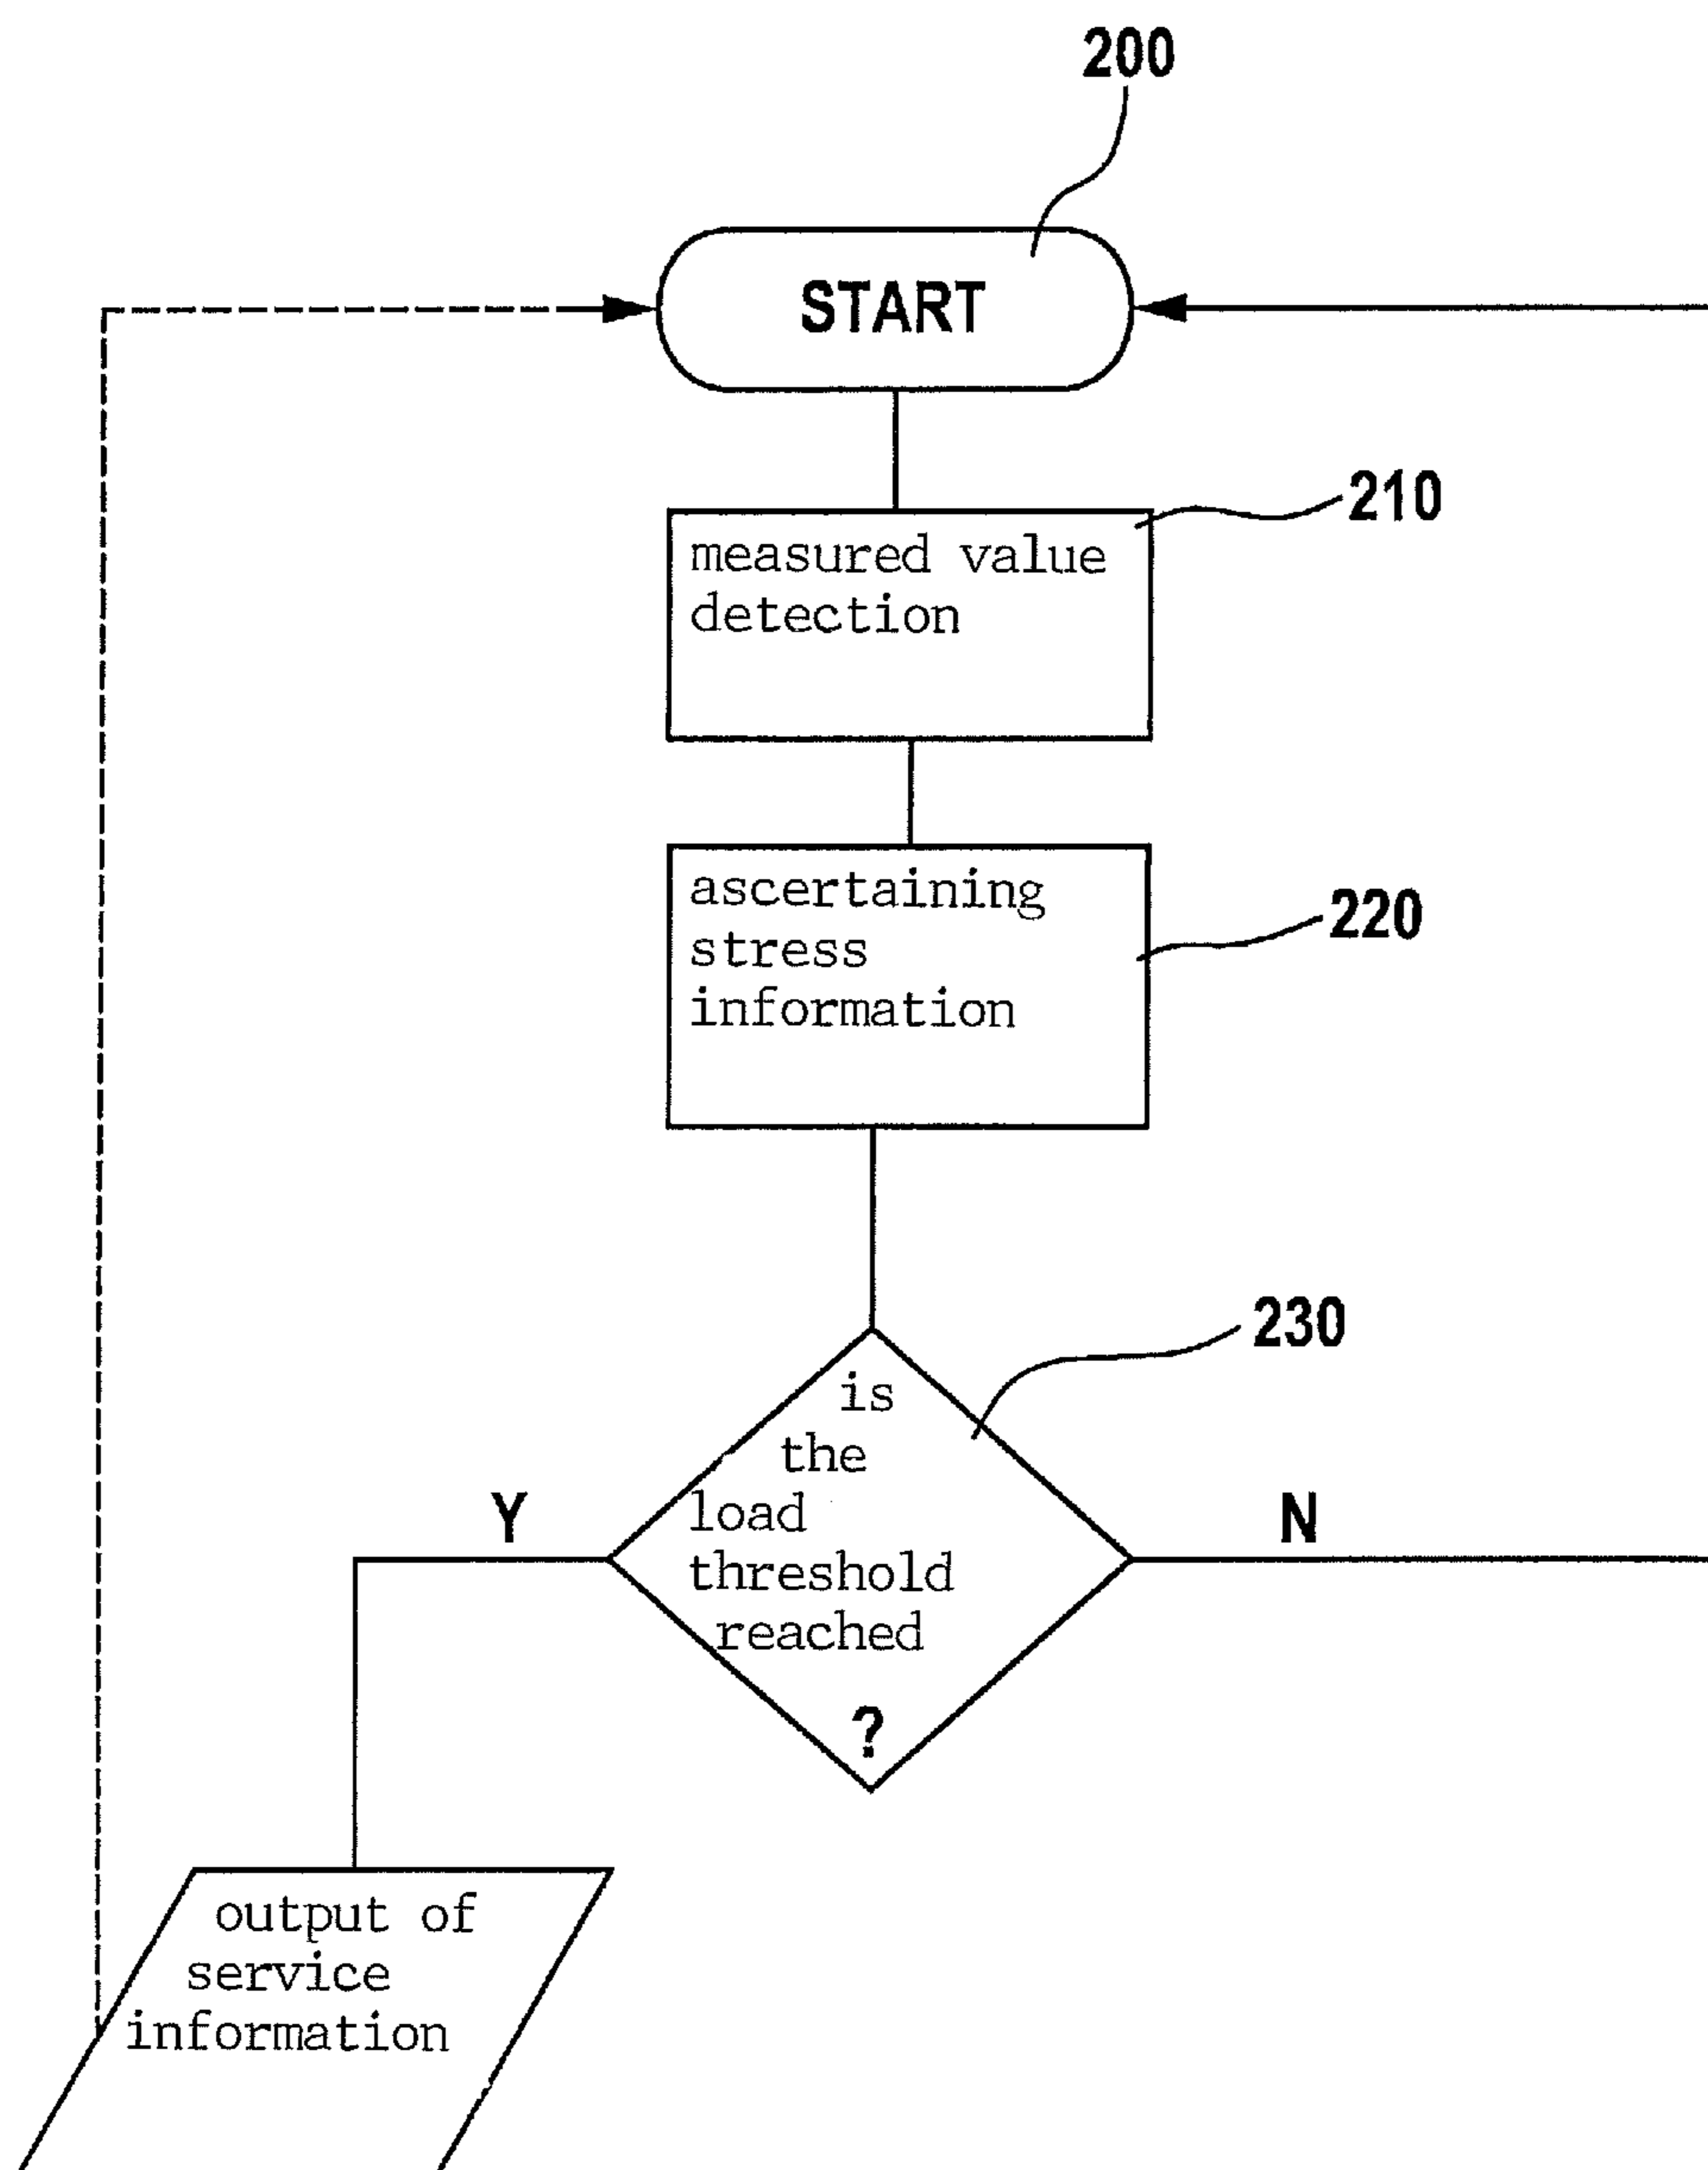 200
START
210
measured value
detection
220
ascertaining
stress
information
230
is
the
load
threshold
reached
?
Y
N
output of
service
information